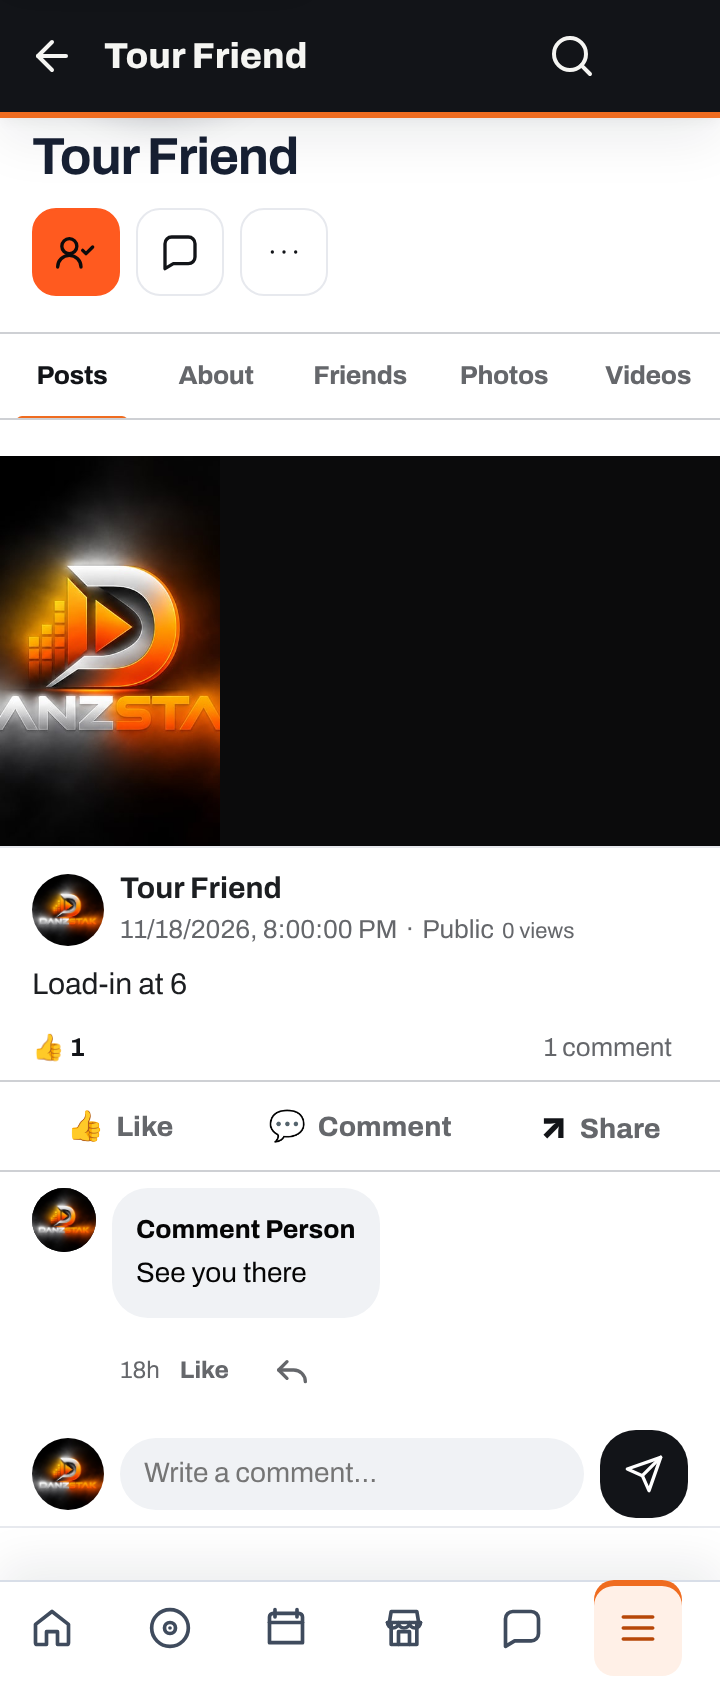 Tour Friend
Tour Friend
Posts About Friends Photos Videos
DANZSTA
Tour Friend
11/18/2026, 8:00:00 PM · Public 0 views
Load-in at 6
👍 1 1 comment
👍 Like 💬 Comment Share
Comment Person
See you there
18h Like
Write a comment...